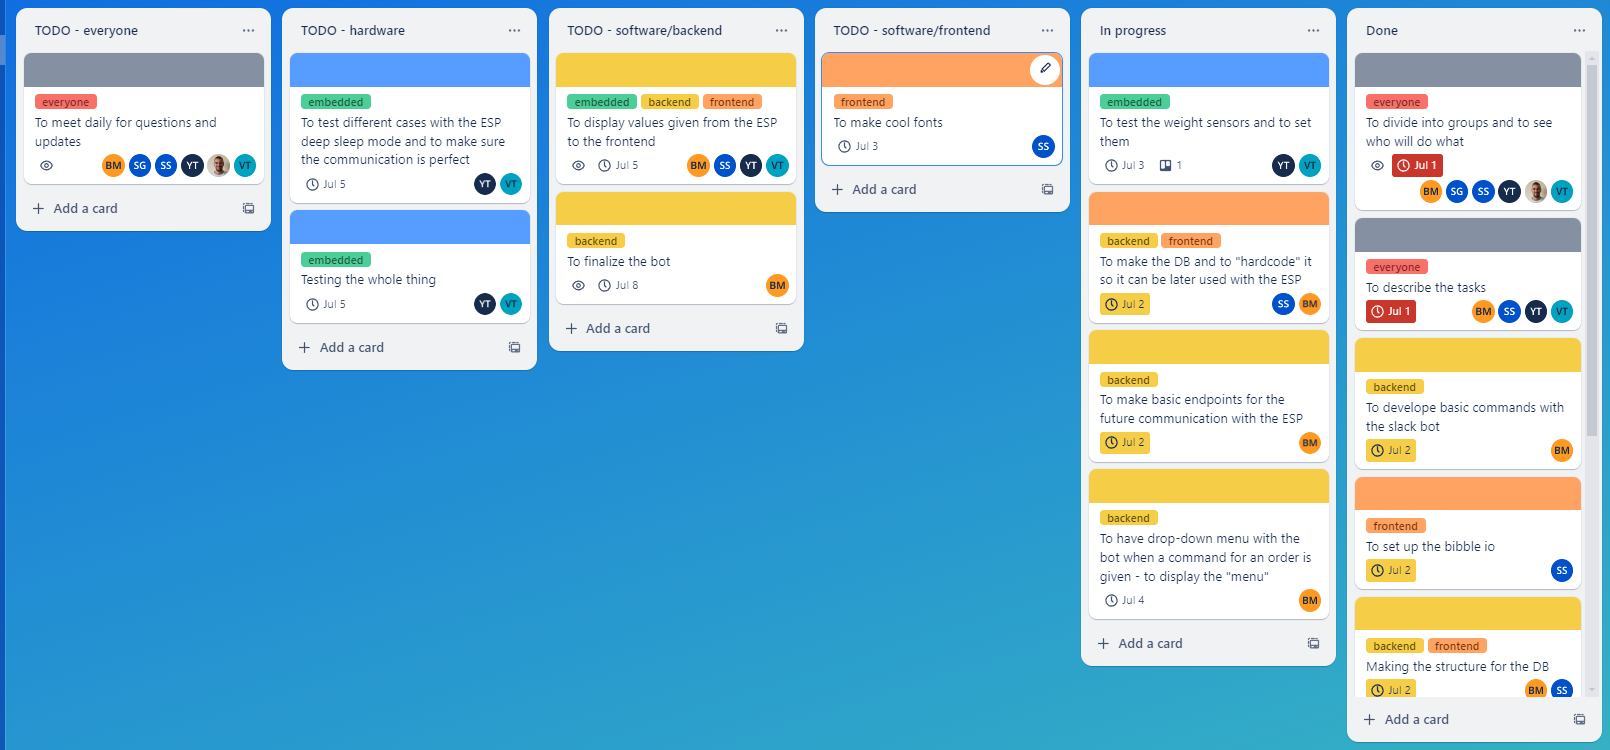 TODO - everyone
everyone
To meet daily for questions and
updates
BM SG SS YT VT
Add a card
TODO - hardware
embedded
To test different cases with the ESP
deep sleep mode and to make sure
the communication is perfect
Jul 5
YT VT
embedded
Testing the whole thing
Jul 5
YT VT
Add a card
TODO - software/backend
embedded backend frontend
To display values given from the ESP
to the frontend
Jul 5
BM SS YT VT
backend
To finalize the bot
Jul 8
BM
Add a card
TODO - software/frontend
frontend
To make cool fonts
Jul 3
SS
Add a card
In progress
embedded
To test the weight sensors and to set
them
Jul 3 1
YT VT
backend frontend
To make the DB and to "hardcode" it
so it can be later used with the ESP
Jul 2
SS BM
backend
To make basic endpoints for the
future communication with the ESP
Jul 2
BM
backend
To have drop-down menu with the
bot when a command for an order is
given - to display the "menu"
Jul 4
BM
Add a card
Done
everyone
To divide into groups and to see
who will do what
Jul 1
BM SG SS YT VT
everyone
To describe the tasks
Jul 1
BM SS YT VT
backend
To develope basic commands with
the slack bot
Jul 2
BM
frontend
To set up the bibble io
Jul 2
SS
backend frontend
Making the structure for the DB
Jul 2
BM SS
Add a card